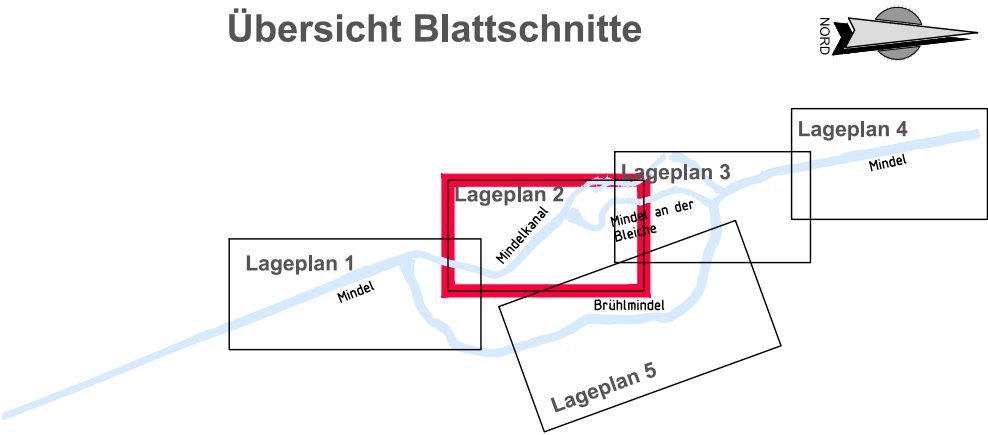 Übersicht Blattschnitte
NORD
Lageplan 4
Mindel
Lageplan 3
Lageplan 2
Mindelkanal
Mindel an der
Bleiche
Lageplan 1
Mindel
Brühlmindel
Lageplan 5